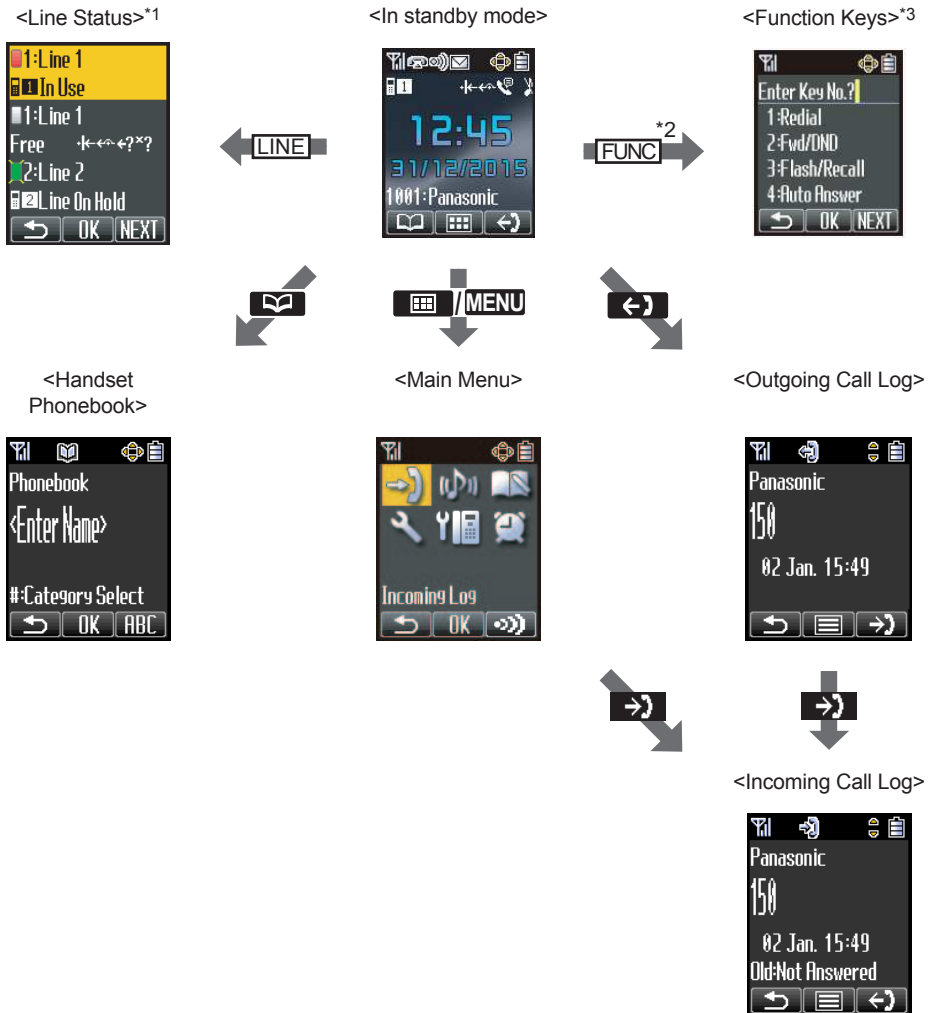 <Line Status>*1
<In standby mode>
<Function Keys>*3
1:Line 1
1 In Use
1:Line 1
Free ?×?
2:Line 2
2 Line On Hold
OK NEXT
LINE
1
12:45
31/12/2015
1001:Panasonic
*2
FUNC
Enter Key No.?
1:Redial
2:Fwd/DND
3:Flash/Recall
4:Auto Answer
OK NEXT
/MENU
<Handset
Phonebook>
<Main Menu>
<Outgoing Call Log>
Phonebook
<Enter Name>
#:Category Select
OK ABC
Incoming Log
OK
Panasonic
150
02 Jan. 15:49
<Incoming Call Log>
Panasonic
150
02 Jan. 15:49
Old:Not Answered